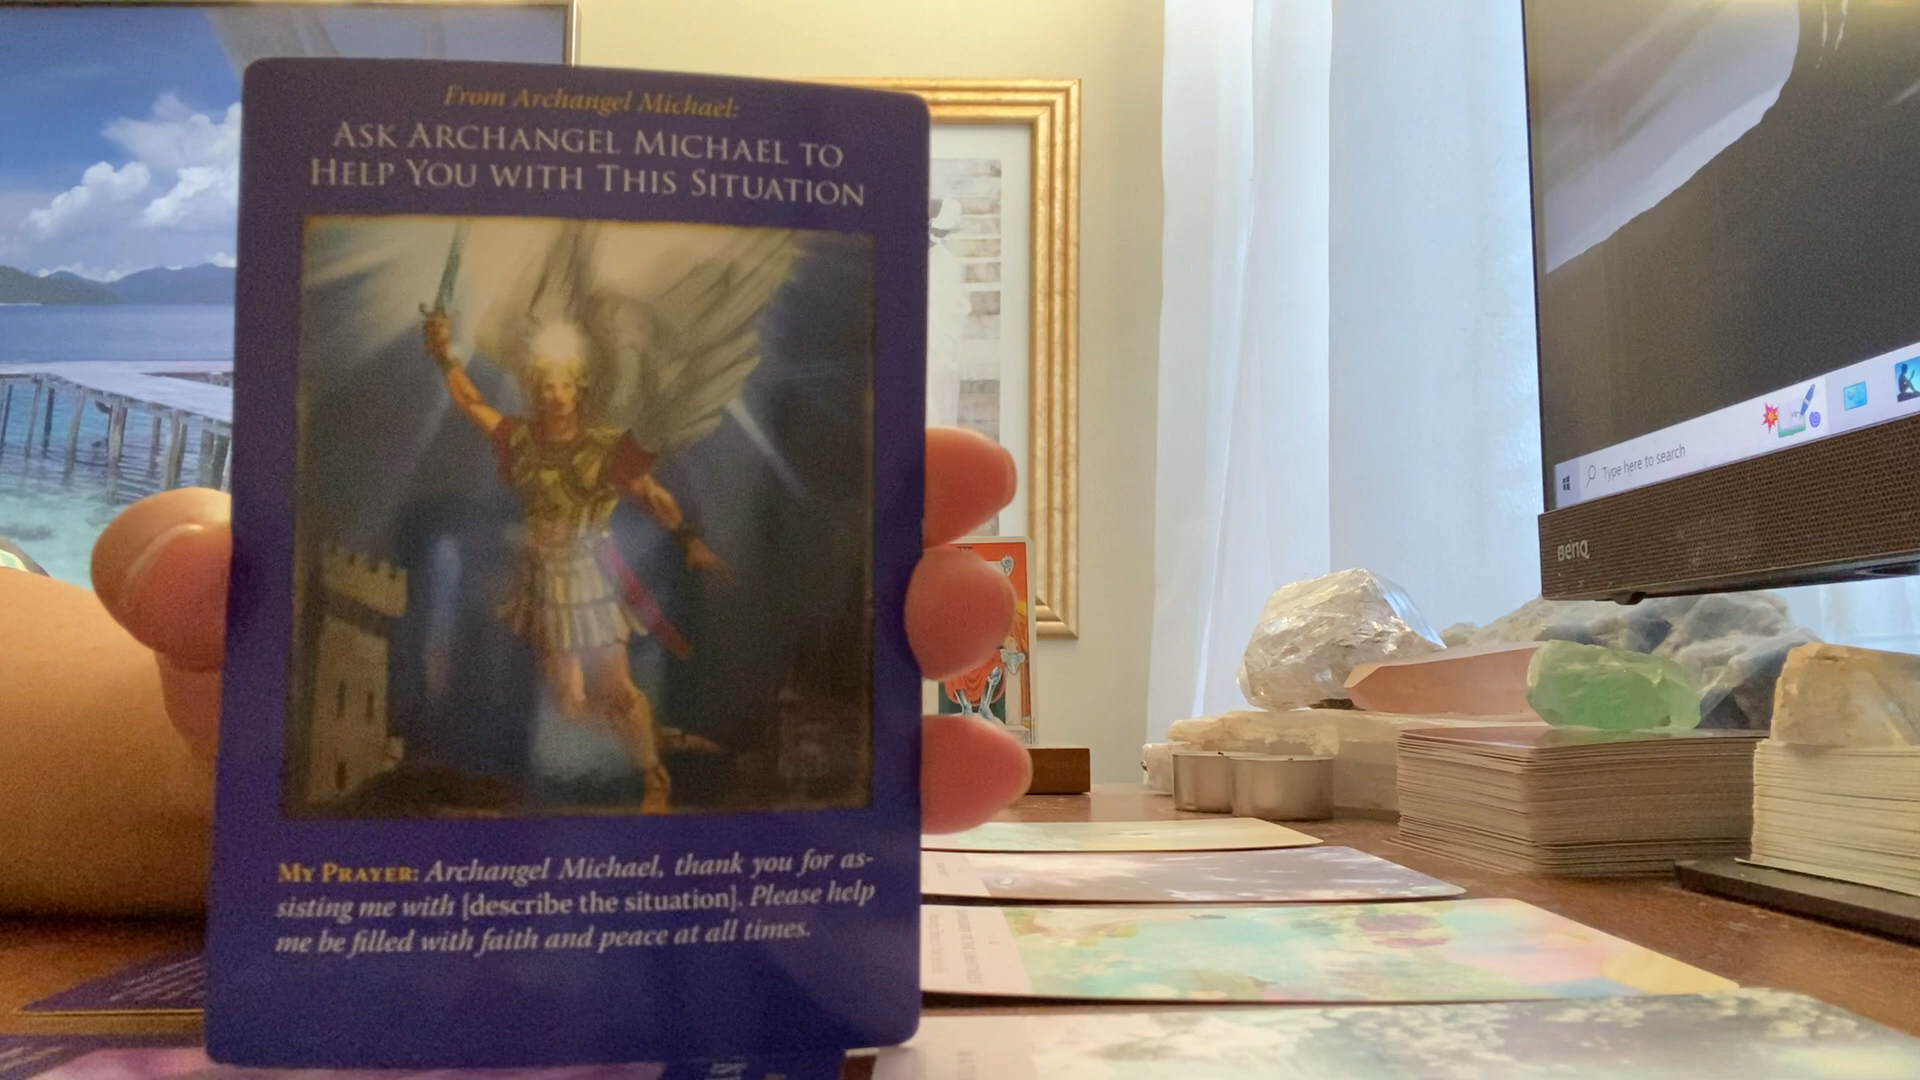 From Archangel Michael:
ASK ARCHANGEL MICHAEL TO
HELP YOU WITH THIS SITUATION
MY PRAYER: Archangel Michael, thank you for as-
sisting me with [describe the situation]. Please help
me be filled with faith and peace at all times.
Type here to search
BenQ